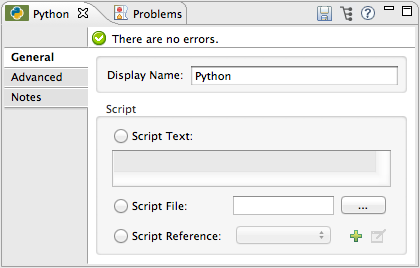 Python
Problems
There are no errors.
General
Advanced
Notes
Display Name: Python
Script
Script Text:
Script File:
...
Script Reference: